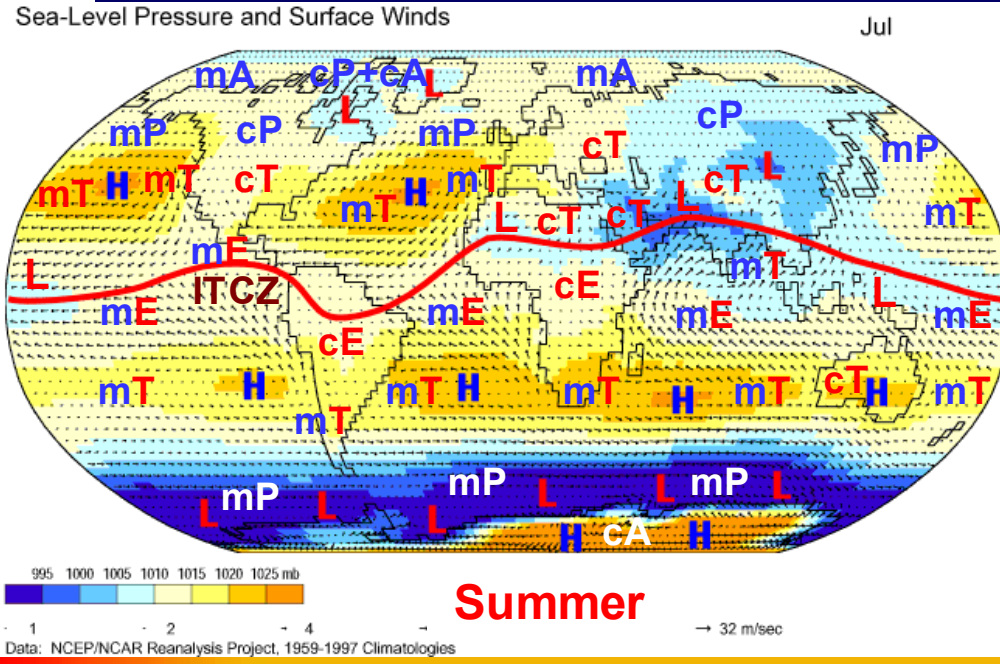 Sea-Level Pressure and Surface Winds
Jul
mA cP+cA L mA
L
cP
mP cP mP
cT mP
L
mT H mT cT mT cT
H L
mT mT
L cT cT
mE
mT
L cE
ITCZ L
mE mE mE mE
cE
mT H mT H mT H mT cT H mT
mT
mP mP mP
L L L L L
L
H cA H
995 1000 1005 1010 1015 1020 1025 mb
Summer
1 2 4 32 m/sec
Data: NCEP/NCAR Reanalysis Project, 1959-1997 Climatologies